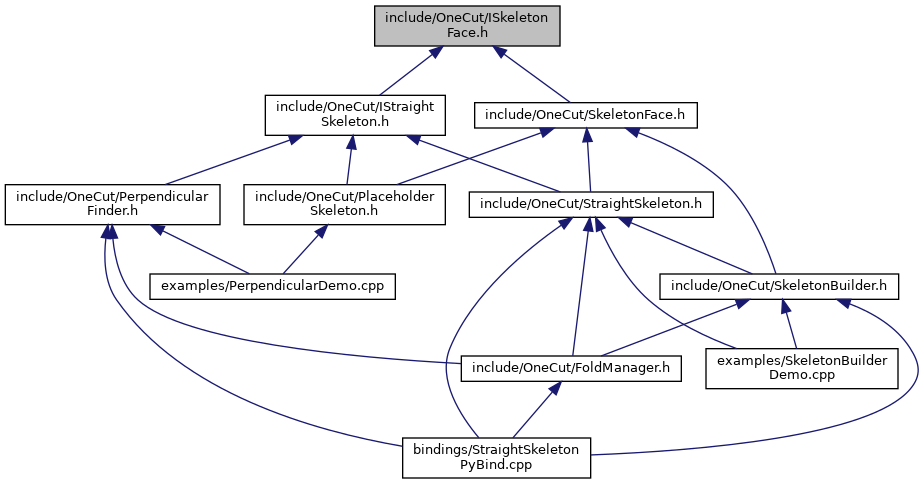 include/OneCut/ISkeleton
Face.h
include/OneCut/IStraight
Skeleton.h
include/OneCut/SkeletonFace.h
include/OneCut/Perpendicular
Finder.h
include/OneCut/Placeholder
Skeleton.h
include/OneCut/StraightSkeleton.h
examples/PerpendicularDemo.cpp
include/OneCut/SkeletonBuilder.h
include/OneCut/FoldManager.h
examples/SkeletonBuilder
Demo.cpp
bindings/StraightSkeleton
PyBind.cpp